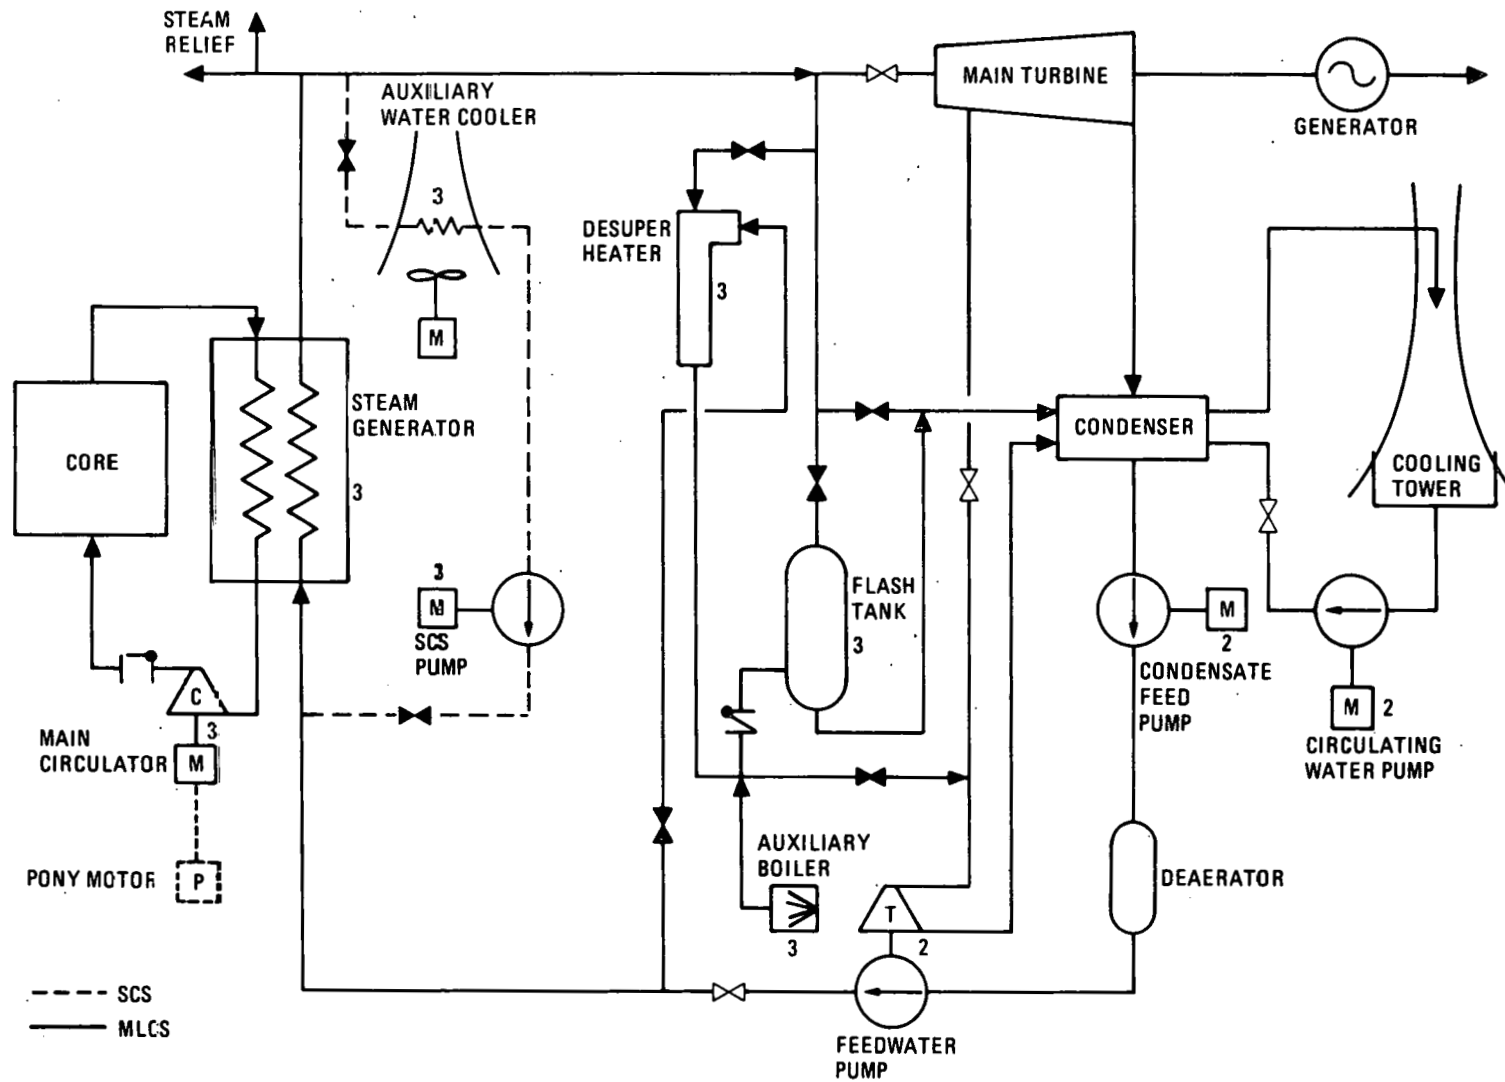 STEAM
RELIEF
AUXILIARY
WATER COOLER
3
M
MAIN TURBINE
GENERATOR
DESUPER
HEATER
3
CORE
STEAM
GENERATOR
3
CONDENSER
COOLING
TOWER
3
M
SCS
PUMP
FLASH
TANK
3
M
2
CONDENSATE
FEED
PUMP
M 2
CIRCULATING
WATER PUMP
C
3
MAIN
CIRCULATOR
M
PONY MOTOR
P
AUXILIARY
BOILER
3
T
2
DEAERATOR
FEEDWATER
PUMP
SCS
MLCS